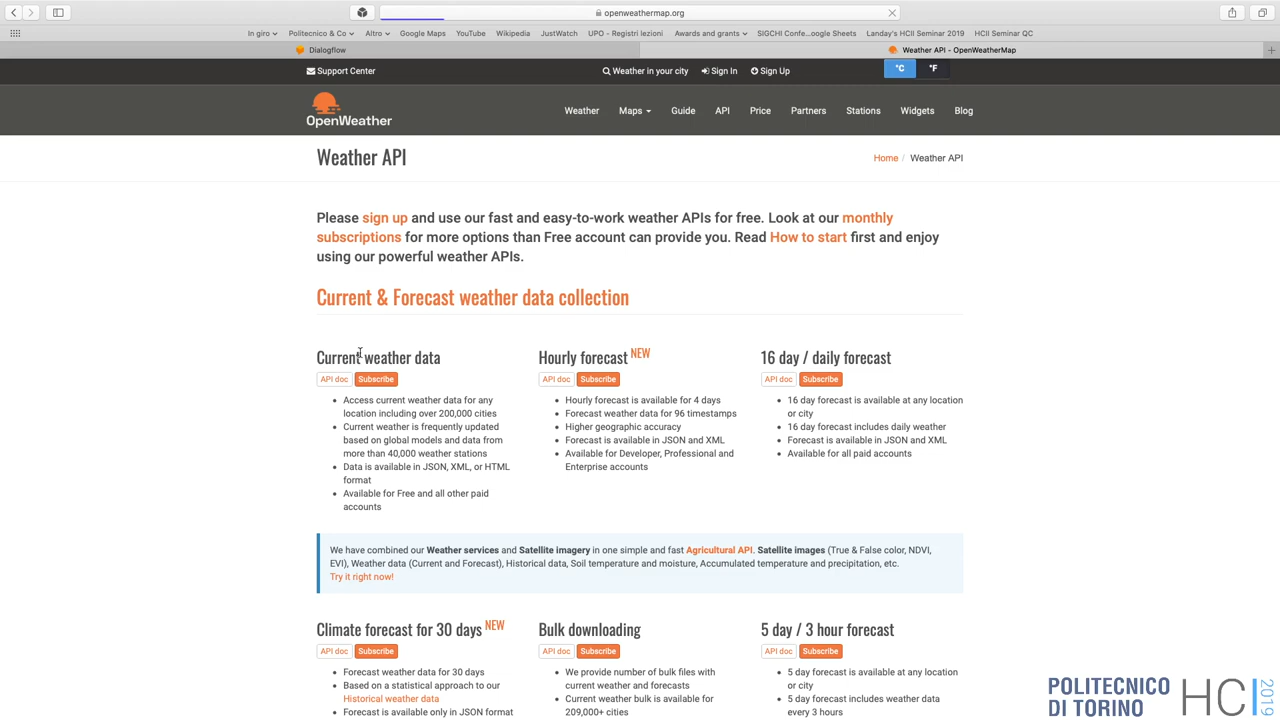 openweathermap.org
In giro
Politecnico & Co
Altro
Google Maps
YouTube
Wikipedia
JustWatch
UPO - Registri lezioni
Awards and grants
SIGCHI Confe...oogle Sheets
Landay's HCII Seminar 2019
HCII Seminar QC
Dialogflow
Weather API - OpenWeatherMap
Support Center
Weather in your city
Sign In
Sign Up
°C
°F
OpenWeather
Weather
Maps
Guide
API
Price
Partners
Stations
Widgets
Blog
Weather API
Home / Weather API
Please sign up and use our fast and easy-to-work weather APIs for free. Look at our monthly
subscriptions for more options than Free account can provide you. Read How to start first and enjoy
using our powerful weather APIs.
Current & Forecast weather data collection
Current weather data
API doc
Subscribe
Access current weather data for any
location including over 200,000 cities
Current weather is frequently updated
based on global models and data from
more than 40,000 weather stations
Data is available in JSON, XML, or HTML
format
Available for Free and all other paid
accounts
Hourly forecast NEW
API doc
Subscribe
Hourly forecast is available for 4 days
Forecast weather data for 96 timestamps
Higher geographic accuracy
Forecast is available in JSON and XML
Available for Developer, Professional and
Enterprise accounts
16 day / daily forecast
API doc
Subscribe
16 day forecast is available at any location
or city
16 day forecast includes daily weather
Forecast is available in JSON and XML
Available for all paid accounts
We have combined our Weather services and Satellite imagery in one simple and fast Agricultural API. Satellite images (True & False color, NDVI,
EVI), Weather data (Current and Forecast), Historical data, Soil temperature and moisture, Accumulated temperature and precipitation, etc.
Try it right now!
Climate forecast for 30 days NEW
API doc
Subscribe
Forecast weather data for 30 days
Based on a statistical approach to our
Historical weather data
Forecast is available only in JSON format
Bulk downloading
API doc
Subscribe
We provide number of bulk files with
current weather and forecasts
Current weather bulk is available for
209,000+ cities
5 day / 3 hour forecast
API doc
Subscribe
5 day forecast is available at any location
or city
5 day forecast includes weather data
every 3 hours
POLITECNICO
DI TORINO
HCI
2019